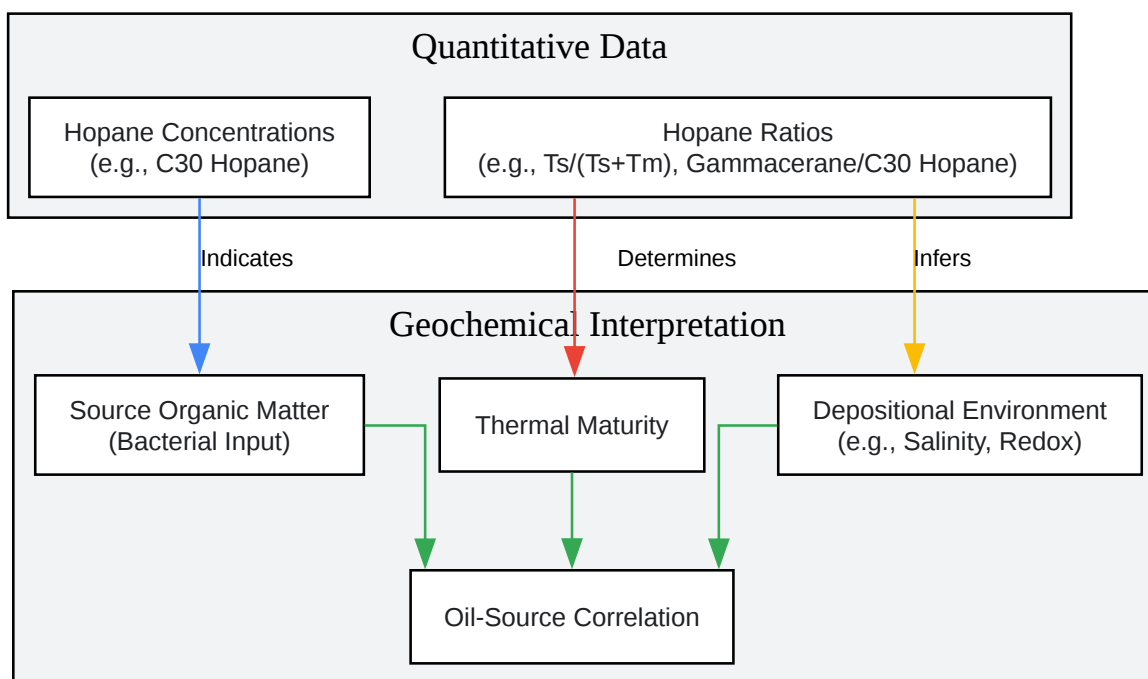 Quantitative Data
Hopane Concentrations
(e.g., C30 Hopane)
Hopane Ratios
(e.g., Ts/(Ts+Tm), Gammacerane/C30 Hopane)
Indicates
Determines
Infers
Geochemical Interpretation
Source Organic Matter
(Bacterial Input)
Thermal Maturity
Depositional Environment
(e.g., Salinity, Redox)
Oil-Source Correlation